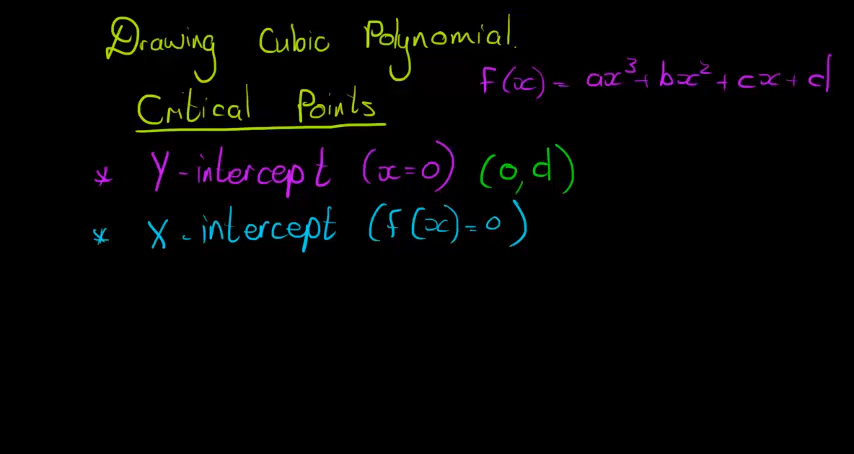 Drawing Cubic Polynomial.
f(x) = ax³ + bx² + cx + d
Critical Points
* Y-intercept (x=0) (0,d)
* X-intercept (f(x)=0)